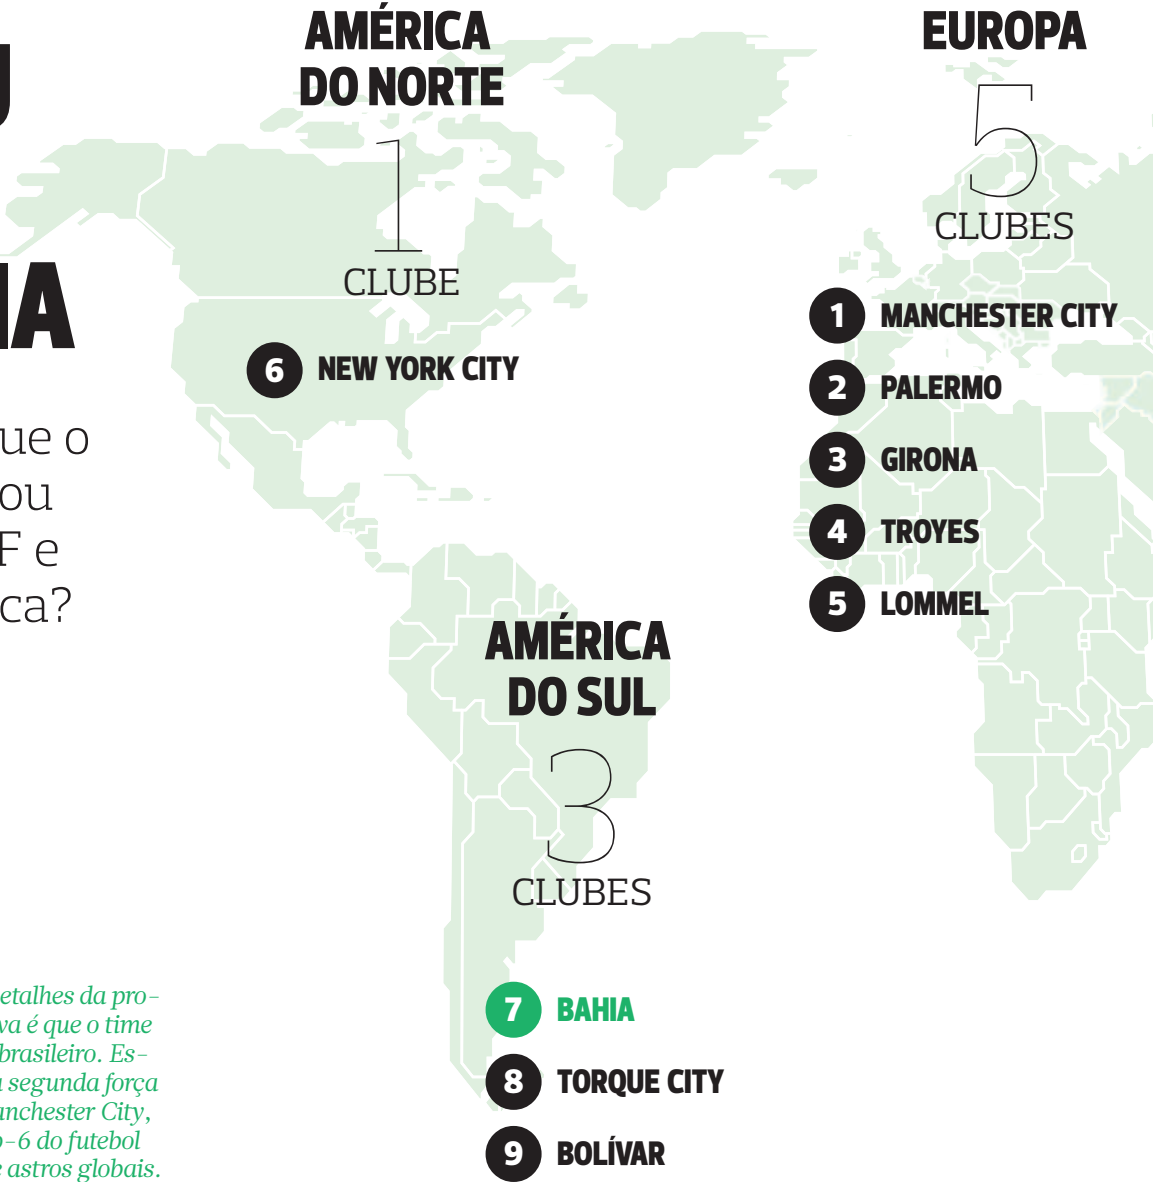 AMÉRICA
DO NORTE
1
CLUBE
6 NEW YORK CITY
EUROPA
5
CLUBES
1 MANCHESTER CITY
2 PALERMO
3 GIRONA
4 TROYES
5 LOMMEL
ue o
ou
F e
ca?
AMÉRICA
DO SUL
3
CLUBES
7 BAHIA
8 TORQUE CITY
9 BOLÍVAR
etalhes da pro-
va é que o time
brasileiro. Es-
segunda força
anchester City,
-6 do futebol
e astros globais.